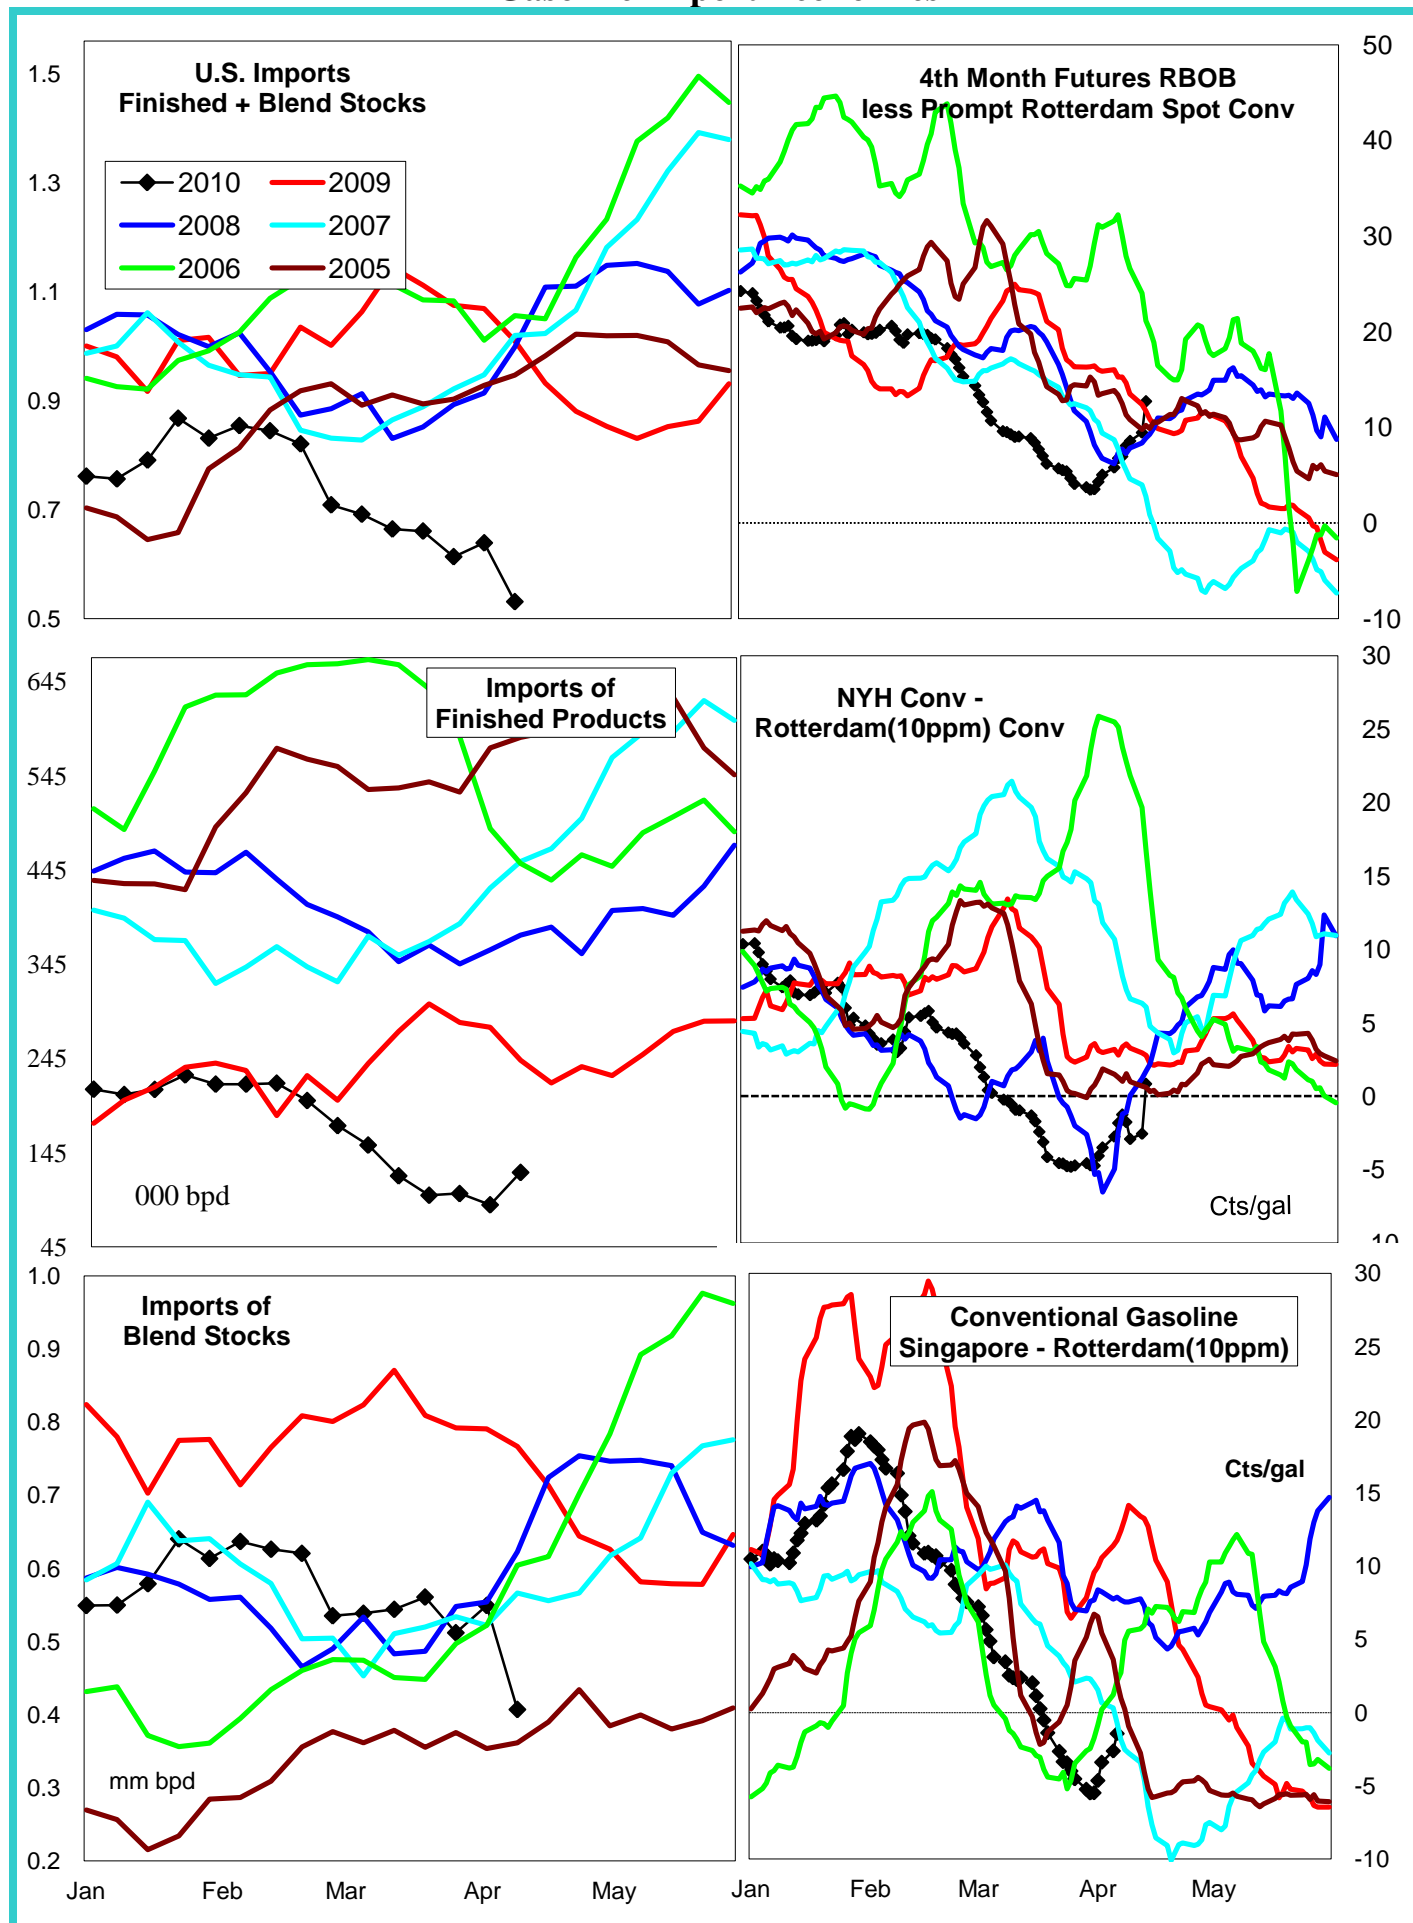 U.S. Imports
Finished + Blend Stocks
1.5
1.3
1.1
0.9
0.7
0.5
2010
2009
2008
2007
2006
2005
4th Month Futures RBOB
less Prompt Rotterdam Spot Conv
50
40
30
20
10
0
-10
Imports of
Finished Products
645
545
445
345
245
145
45
000 bpd
NYH Conv -
Rotterdam(10ppm) Conv
30
25
20
15
10
5
0
-5
-10
Cts/gal
Imports of
Blend Stocks
1.0
0.9
0.8
0.7
0.6
0.5
0.4
0.3
0.2
mm bpd
Jan Feb Mar Apr May
Conventional Gasoline
Singapore - Rotterdam(10ppm)
Cts/gal
30
25
20
15
10
5
0
-5
-10
Jan Feb Mar Apr May